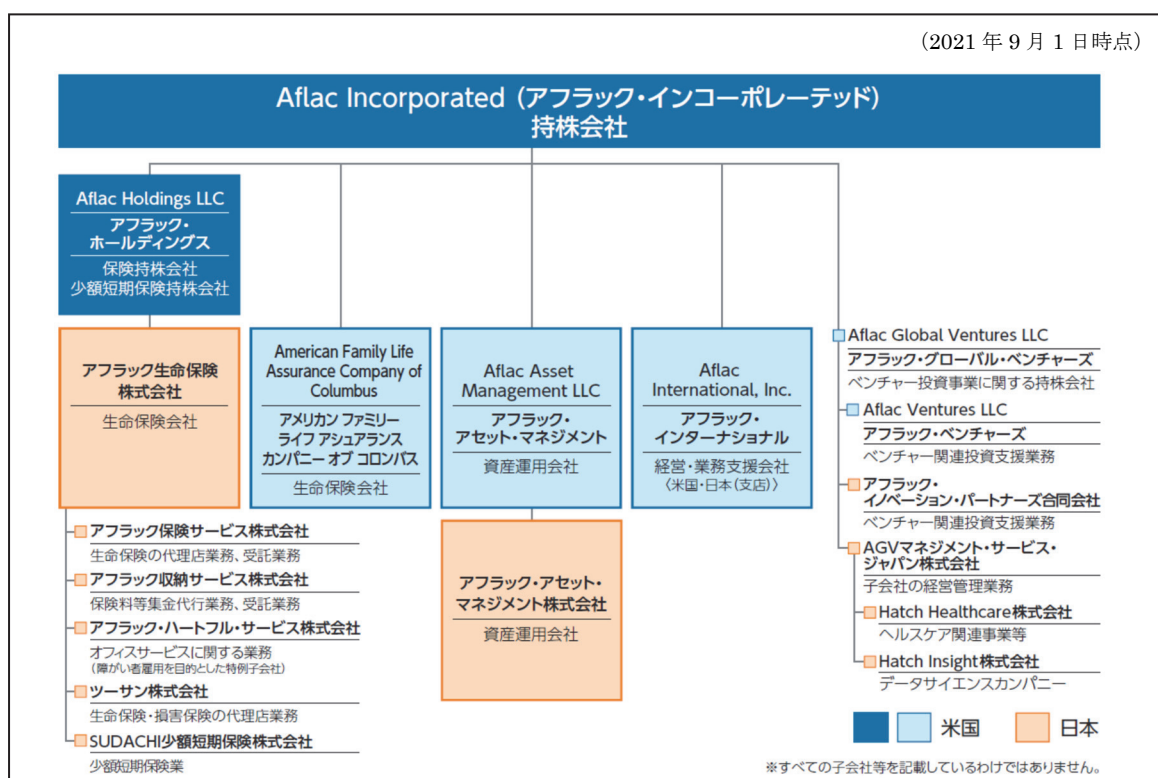 (2021 年 9 月 1 日時点)
Aflac Incorporated (アフラック・インコーポレーテッド)
持株会社
Aflac Holdings LLC
アフラック・
ホールディングス
保険持株会社
少額短期保険持株会社
アフラック生命保険
株式会社
生命保険会社
American Family Life
Assurance Company of
Columbus
アメリカン ファミリー
ライフ アシュアランス
カンパニー オブ コロンバス
生命保険会社
Aflac Asset
Management LLC
アフラック・
アセット・マネジメント
資産運用会社
Aflac
International, Inc.
アフラック・
インターナショナル
経営・業務支援会社
〈米国・日本(支店)〉
アフラック・アセット・
マネジメント株式会社
資産運用会社
アフラック保険サービス株式会社
生命保険の代理店業務、受託業務
アフラック収納サービス株式会社
保険料等集金代行業務、受託業務
アフラック・ハートフル・サービス株式会社
オフィスサービスに関する業務
(障がい者雇用を目的とした特例子会社)
ツーサン株式会社
生命保険・損害保険の代理店業務
SUDACHI少額短期保険株式会社
少額短期保険業
Aflac Global Ventures LLC
アフラック・グローバル・ベンチャーズ
ベンチャー投資事業に関する持株会社
Aflac Ventures LLC
アフラック・ベンチャーズ
ベンチャー関連投資支援業務
アフラック・
イノベーション・パートナーズ合同会社
ベンチャー関連投資支援業務
AGVマネジメント・サービス・
ジャパン株式会社
子会社の経営管理業務
Hatch Healthcare株式会社
ヘルスケア関連事業等
Hatch Insight株式会社
データサイエンスカンパニー
米国
日本
※すべての子会社等を記載しているわけではありません。